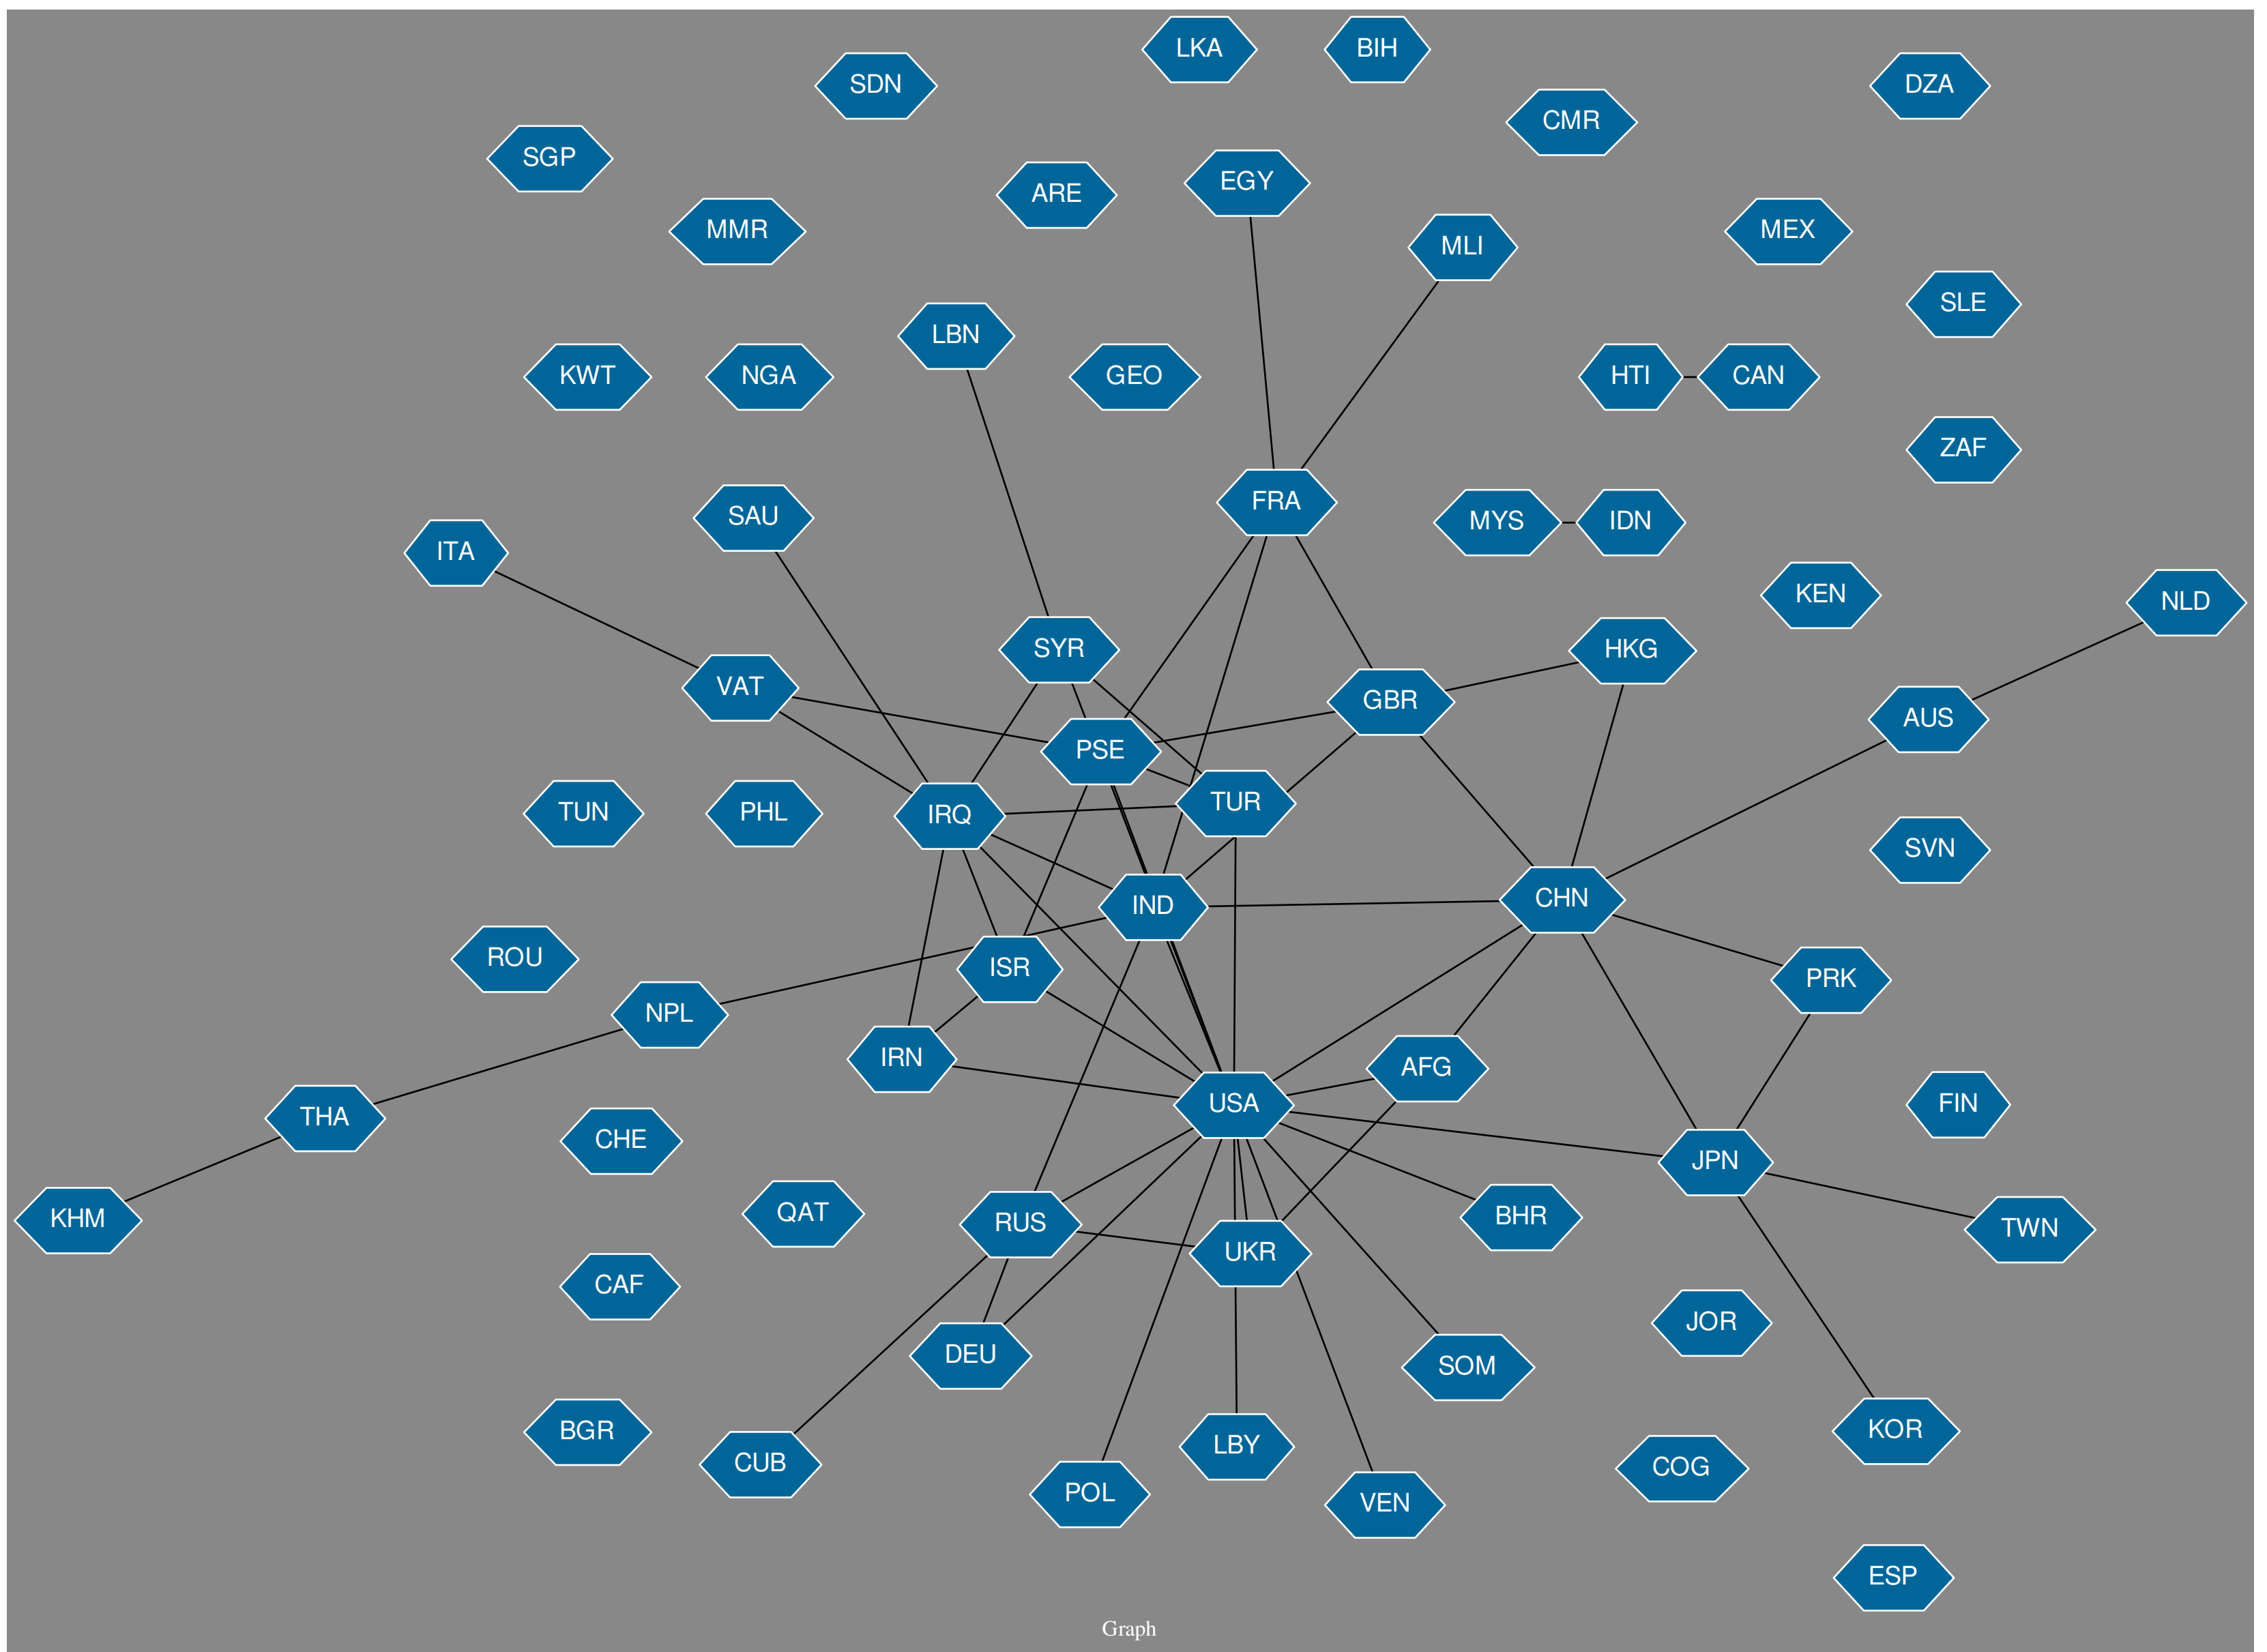 LKA
BIH
SDN
DZA
CMR
SGP
EGY
ARE
MMR
MEX
MLI
SLE
LBN
KWT
NGA
GEO
HTI
CAN
ZAF
FRA
SAU
MYS
IDN
ITA
KEN
NLD
SYR
HKG
VAT
GBR
AUS
PSE
TUR
TUN
PHL
IRQ
SVN
CHN
IND
ROU
ISR
PRK
NPL
IRN
AFG
USA
FIN
THA
CHE
JPN
QAT
BHR
KHM
RUS
TWN
UKR
CAF
JOR
DEU
SOM
BGR
KOR
LBY
CUB
COG
POL
VEN
ESP
Graph